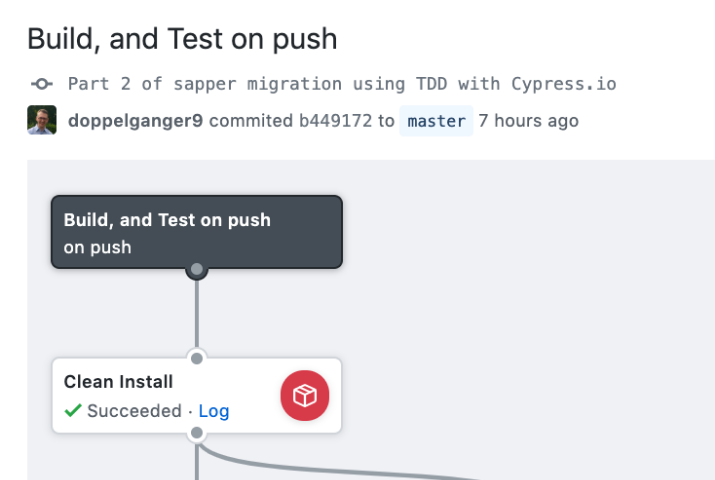 Build, and Test on push
Part 2 of sapper migration using TDD with Cypress.io
doppelganger9 commited b449172 to master 7 hours ago
Build, and Test on push
on push
Clean Install
Succeeded · Log